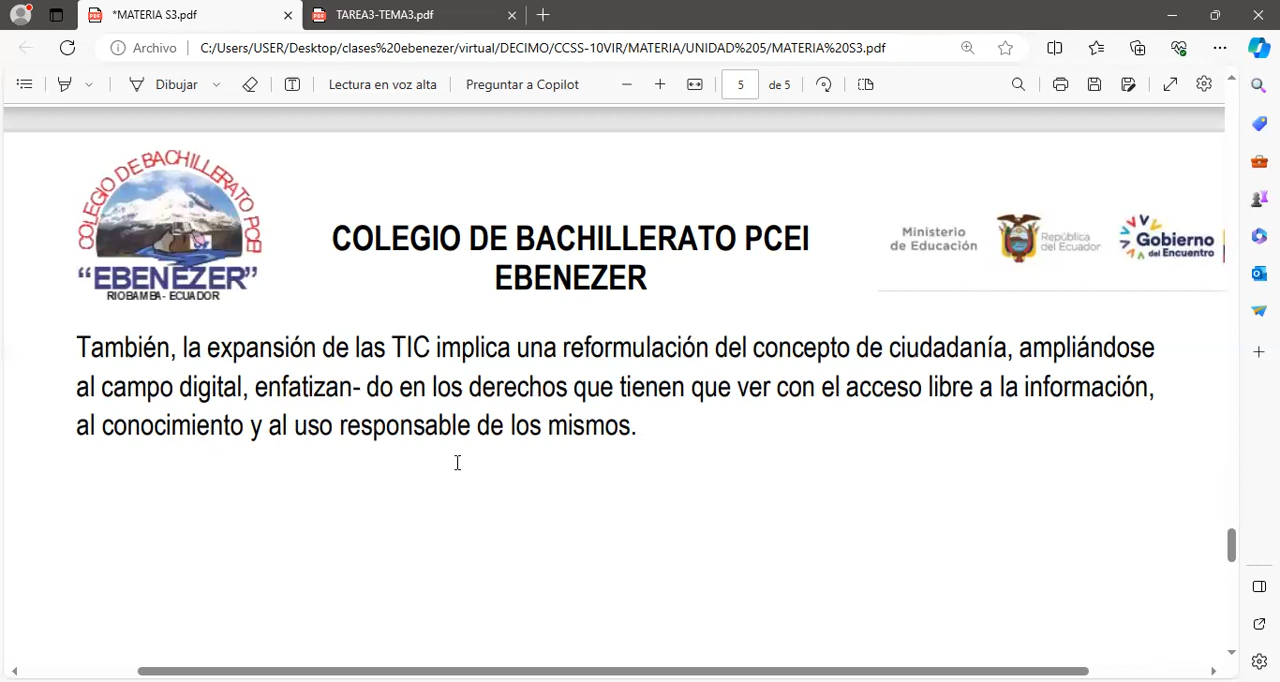 *MATERIA S3.pdf
TAREA3-TEMA3.pdf
Archivo
C:/Users/USER/Desktop/clases%20ebenezer/virtual/DECIMO/CCSS-10VIR/MATERIA/UNIDAD%205/MATERIA%20S3.pdf
Dibujar
Lectura en voz alta
Preguntar a Copilot
5
de 5
COLEGIO DE BACHILLERATO PCEI
“EBENEZER”
RIOBAMBA - ECUADOR
COLEGIO DE BACHILLERATO PCEI
EBENEZER
Ministerio
de Educación
República
del Ecuador
Gobierno
del Encuentro
También, la expansión de las TIC implica una reformulación del concepto de ciudadanía, ampliándose
al campo digital, enfatizan- do en los derechos que tienen que ver con el acceso libre a la información,
al conocimiento y al uso responsable de los mismos.